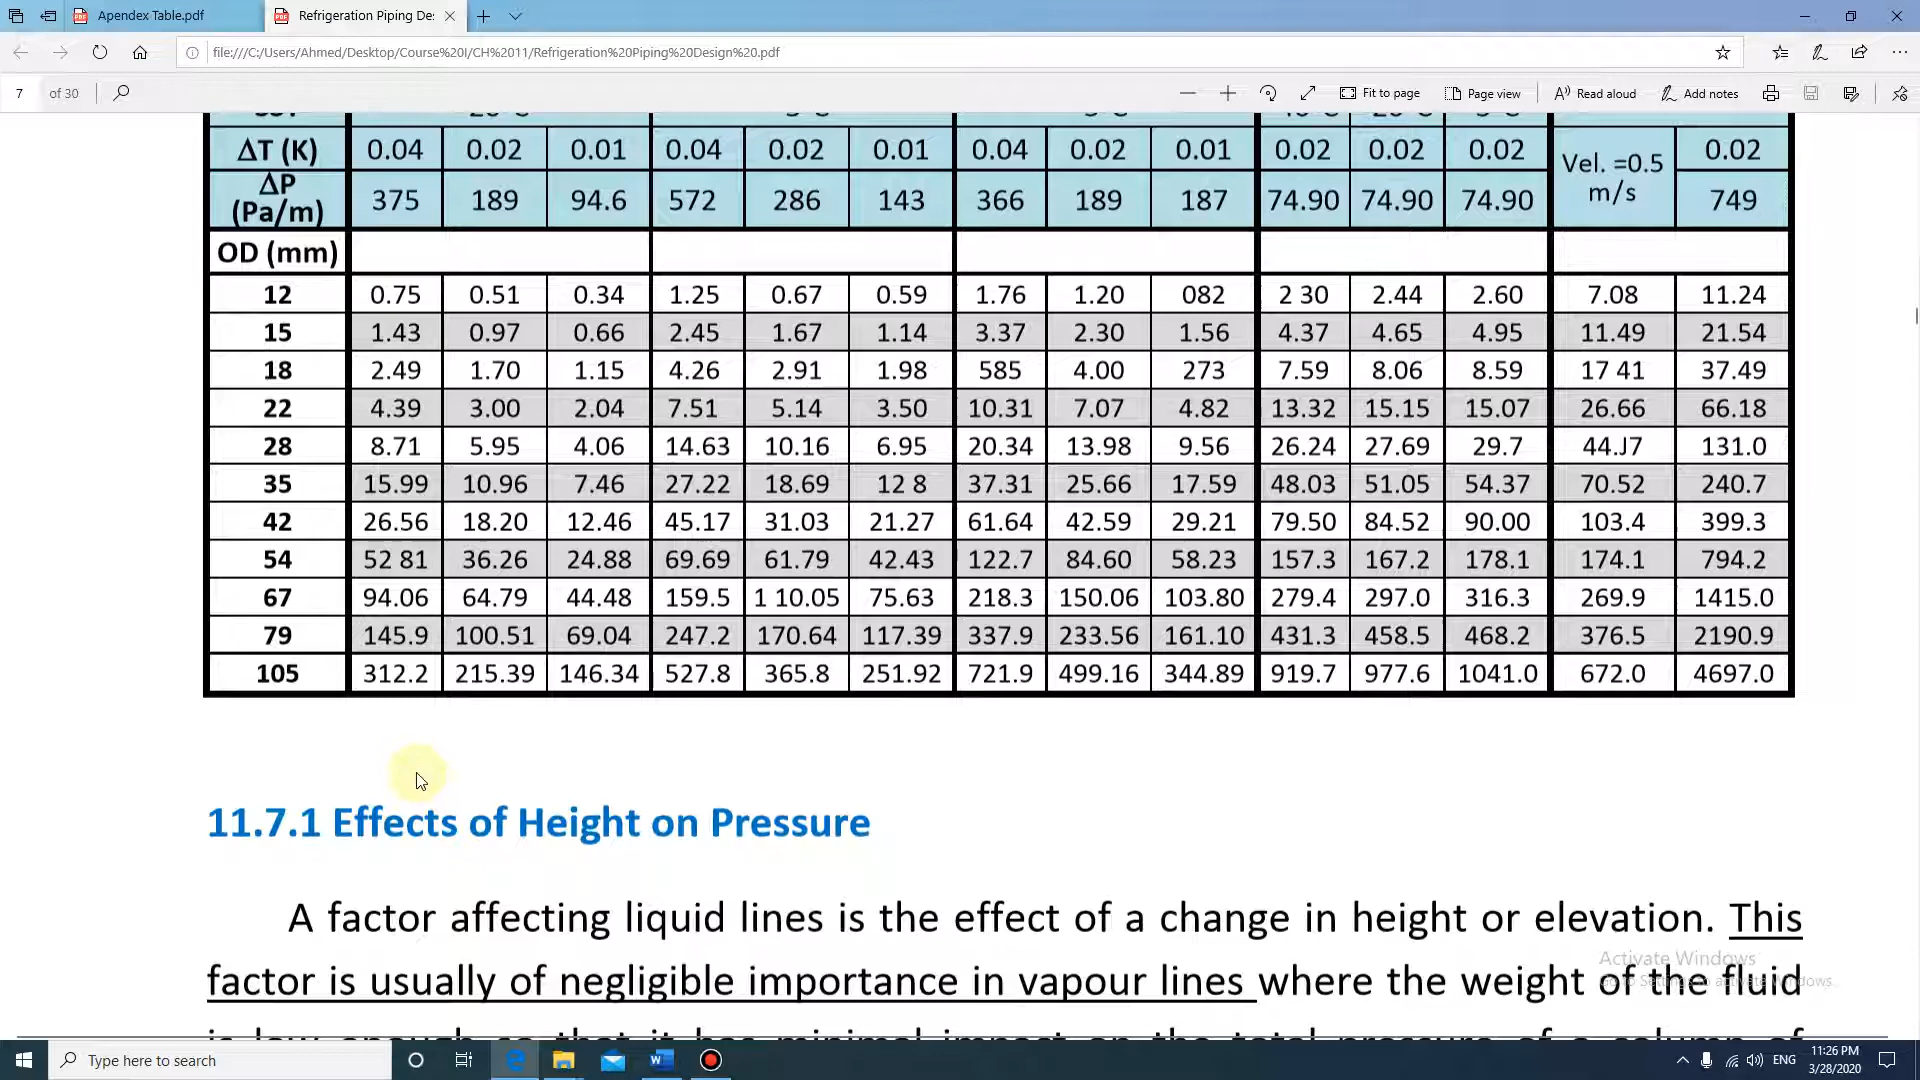 Apendex Table.pdf
Refrigeration Piping De:
file:///C:/Users/Ahmed/Desktop/Course%20I/CH%2011/Refrigeration%20Piping%20Design%20.pdf
7 of 30
Fit to page
Page view
Read aloud
Add notes
ΔT (K) 0.04 0.02 0.01 0.04 0.02 0.01 0.04 0.02 0.01 0.02 0.02 0.02 Vel. =0.5 m/s 0.02
ΔP (Pa/m) 375 189 94.6 572 286 143 366 189 187 74.90 74.90 74.90 749
OD (mm)
12 0.75 0.51 0.34 1.25 0.67 0.59 1.76 1.20 082 2 30 2.44 2.60 7.08 11.24
15 1.43 0.97 0.66 2.45 1.67 1.14 3.37 2.30 1.56 4.37 4.65 4.95 11.49 21.54
18 2.49 1.70 1.15 4.26 2.91 1.98 585 4.00 273 7.59 8.06 8.59 17 41 37.49
22 4.39 3.00 2.04 7.51 5.14 3.50 10.31 7.07 4.82 13.32 15.15 15.07 26.66 66.18
28 8.71 5.95 4.06 14.63 10.16 6.95 20.34 13.98 9.56 26.24 27.69 29.7 44.J7 131.0
35 15.99 10.96 7.46 27.22 18.69 12 8 37.31 25.66 17.59 48.03 51.05 54.37 70.52 240.7
42 26.56 18.20 12.46 45.17 31.03 21.27 61.64 42.59 29.21 79.50 84.52 90.00 103.4 399.3
54 52 81 36.26 24.88 69.69 61.79 42.43 122.7 84.60 58.23 157.3 167.2 178.1 174.1 794.2
67 94.06 64.79 44.48 159.5 1 10.05 75.63 218.3 150.06 103.80 279.4 297.0 316.3 269.9 1415.0
79 145.9 100.51 69.04 247.2 170.64 117.39 337.9 233.56 161.10 431.3 458.5 468.2 376.5 2190.9
105 312.2 215.39 146.34 527.8 365.8 251.92 721.9 499.16 344.89 919.7 977.6 1041.0 672.0 4697.0
11.7.1 Effects of Height on Pressure
A factor affecting liquid lines is the effect of a change in height or elevation. This
factor is usually of negligible importance in vapour lines where the weight of the fluid
Activate Windows
Go to Settings to activate Windows.
Type here to search
ENG
11:26 PM
3/28/2020